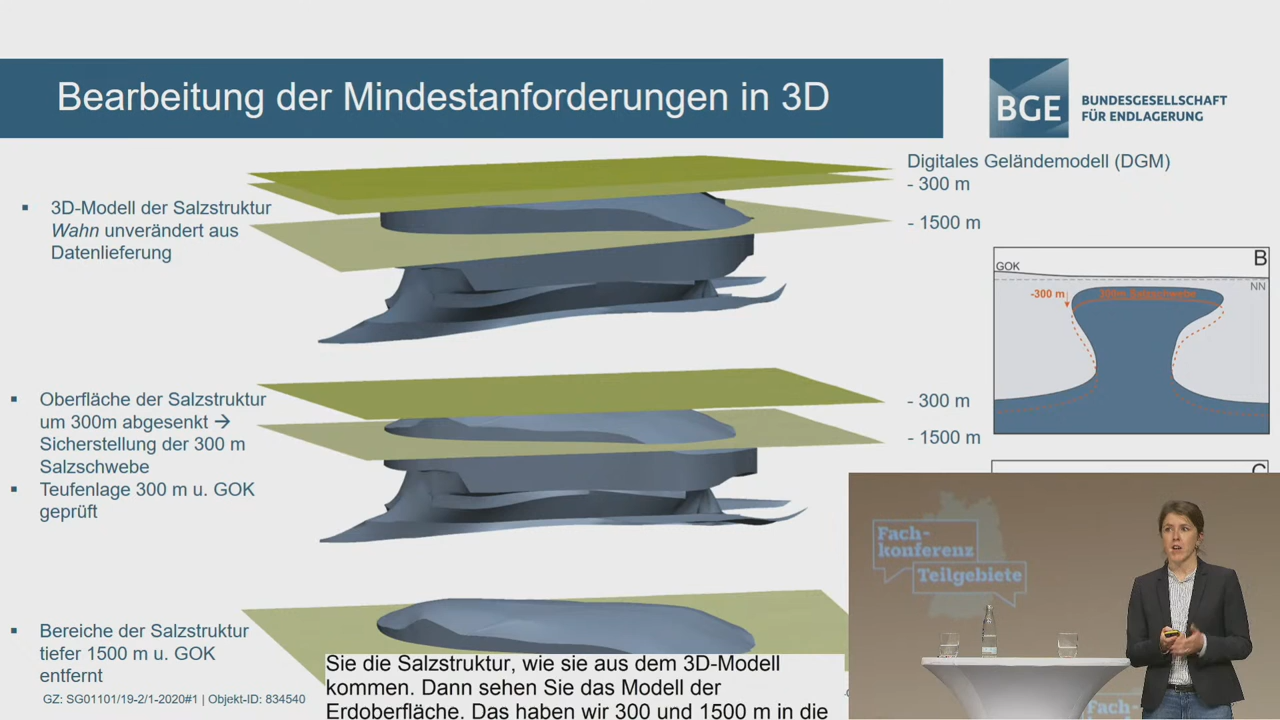 Bearbeitung der Mindestanforderungen in 3D
BGE
BUNDESGESELLSCHAFT
FÜR ENDLAGERUNG
Digitales Geländemodell (DGM)
- 300 m
- 1500 m
▪ 3D-Modell der Salzstruktur
Wahn unverändert aus
Datenlieferung
B
GOK
NN
-300 m
300m Salzschwebe
▪ Oberfläche der Salzstruktur
um 300m abgesenkt →
Sicherstellung der 300 m
Salzschwebe
▪ Teufenlage 300 m u. GOK
geprüft
- 300 m
- 1500 m
▪ Bereiche der Salzstruktur
tiefer 1500 m u. GOK
entfernt
GZ: SG01101/19-2/1-2020#1 | Objekt-ID: 834540
Sie die Salzstruktur, wie sie aus dem 3D-Modell
kommen. Dann sehen Sie das Modell der
Erdoberfläche. Das haben wir 300 und 1500 m in die
Fach-
konferenz
Teilgebiete
Fach-